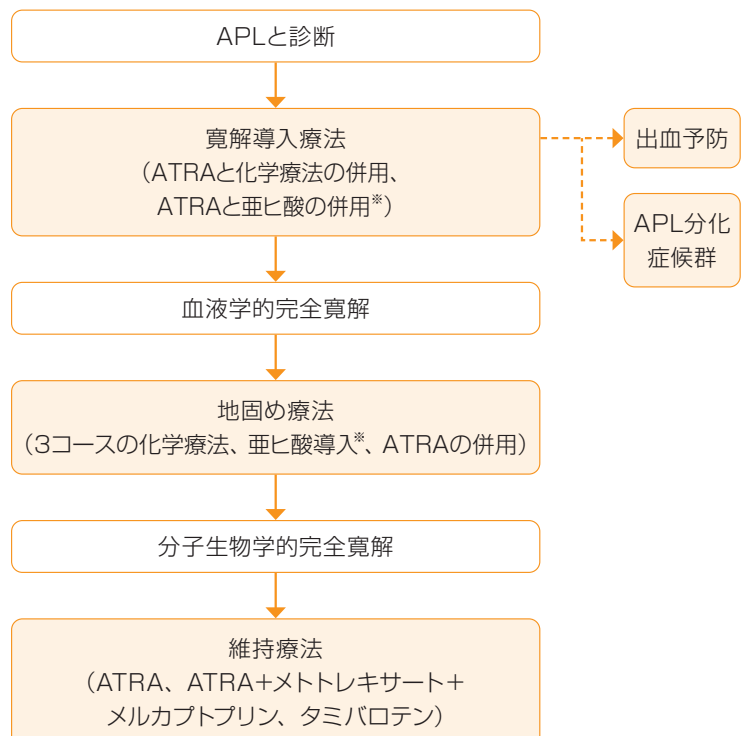 APLと診断
寛解導入療法
（ATRAと化学療法の併用、
ATRAと亜ヒ酸の併用※）
出血予防
APL分化
症候群
血液学的完全寛解
地固め療法
（3コースの化学療法、亜ヒ酸導入※、ATRAの併用）
分子生物学的完全寛解
維持療法
（ATRA、ATRA＋メトトレキサート＋
メルカプトプリン、タミバロテン）